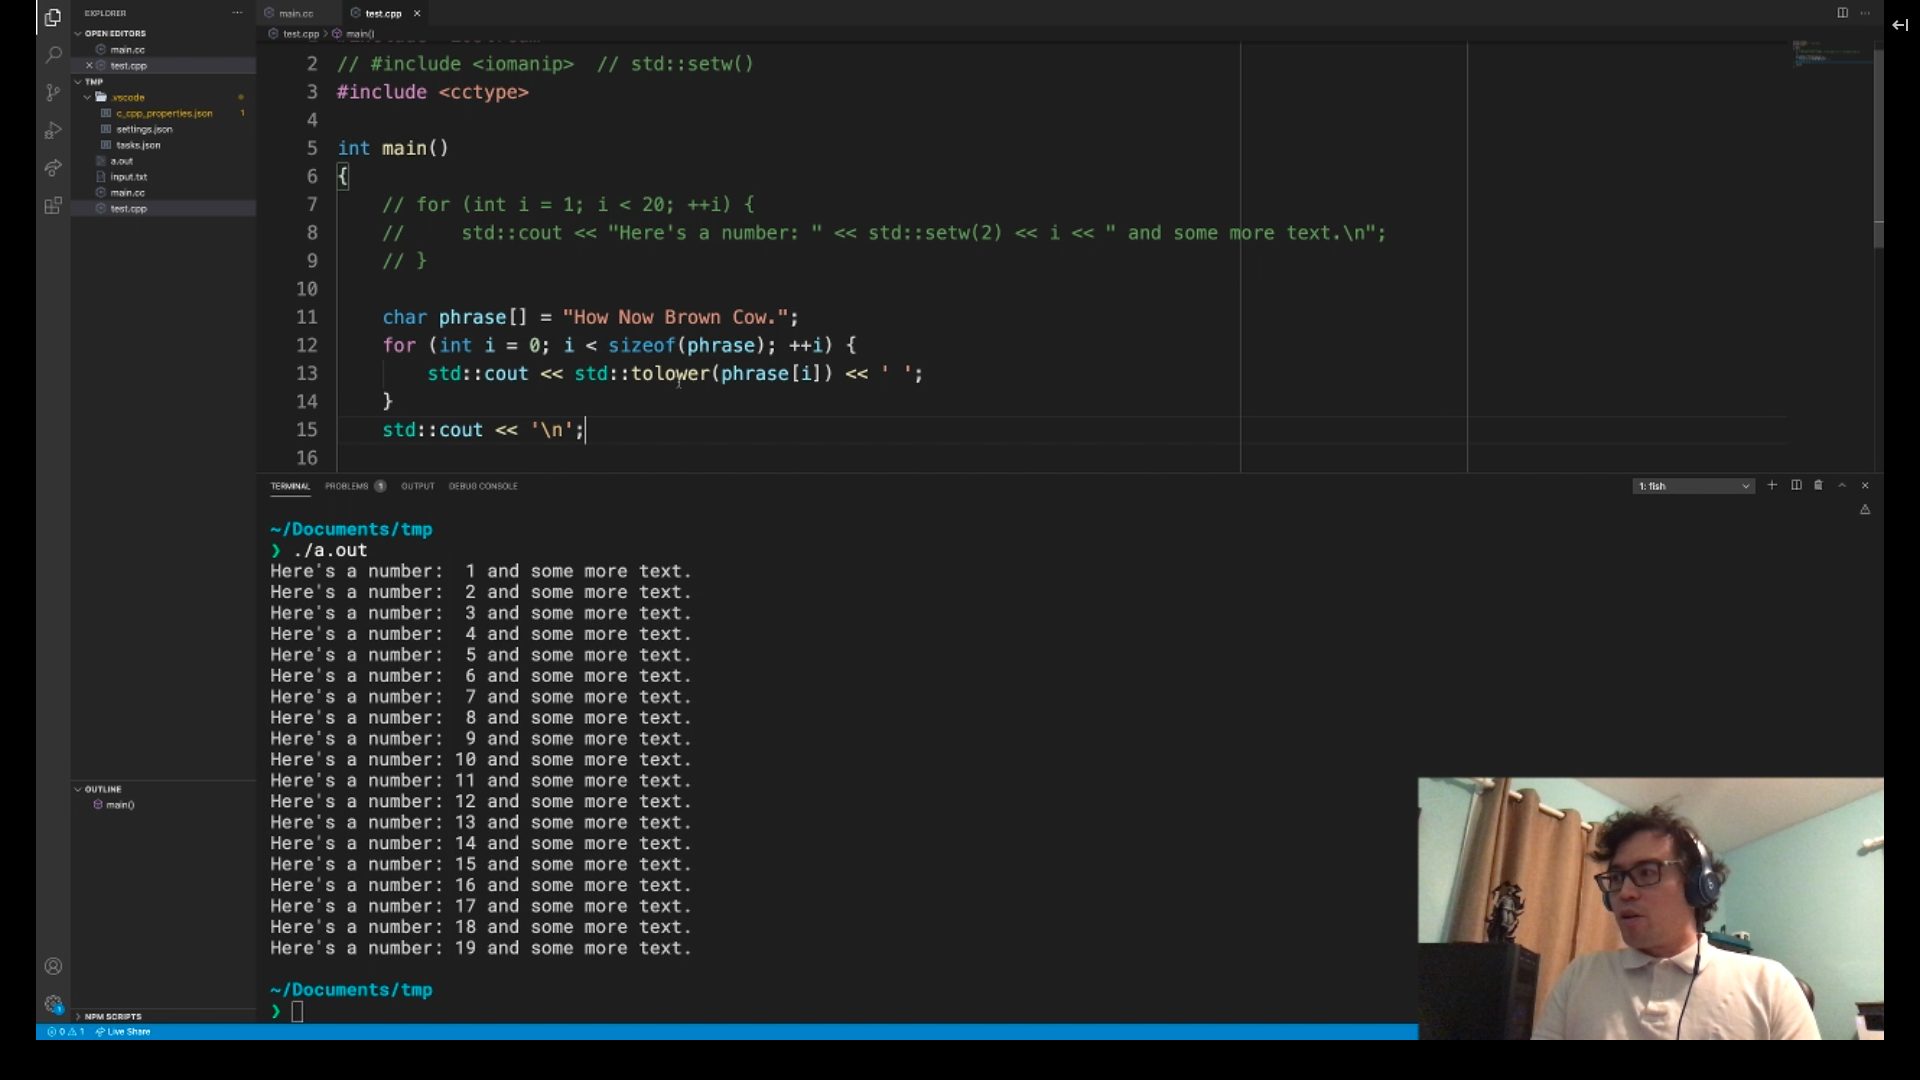 EXPLORER
main.cc
test.cpp
OPEN EDITORS
test.cpp > main()
main.cc
test.cpp
2 // #include <iomanip>  // std::setw()
TMP
3 #include <cctype>
.vscode
c_cpp_properties.json 1
4
settings.json
5 int main()
tasks.json
a.out
6 {
input.txt
main.cc
7     // for (int i = 1; i < 20; ++i) {
test.cpp
8     //     std::cout << "Here's a number: " << std::setw(2) << i << " and some more text.\n";
9     // }
10
11     char phrase[] = "How Now Brown Cow.";
12     for (int i = 0; i < sizeof(phrase); ++i) {
13         std::cout << std::tolower(phrase[i]) << ' ';
14     }
15     std::cout << '\n';
16
TERMINAL PROBLEMS 1 OUTPUT DEBUG CONSOLE 1: fish
~/Documents/tmp
❯ ./a.out
Here's a number:  1 and some more text.
Here's a number:  2 and some more text.
Here's a number:  3 and some more text.
Here's a number:  4 and some more text.
Here's a number:  5 and some more text.
Here's a number:  6 and some more text.
Here's a number:  7 and some more text.
Here's a number:  8 and some more text.
Here's a number:  9 and some more text.
Here's a number: 10 and some more text.
Here's a number: 11 and some more text.
Here's a number: 12 and some more text.
Here's a number: 13 and some more text.
Here's a number: 14 and some more text.
Here's a number: 15 and some more text.
Here's a number: 16 and some more text.
Here's a number: 17 and some more text.
Here's a number: 18 and some more text.
Here's a number: 19 and some more text.
~/Documents/tmp
❯
OUTLINE
main()
NPM SCRIPTS
0 1 Live Share